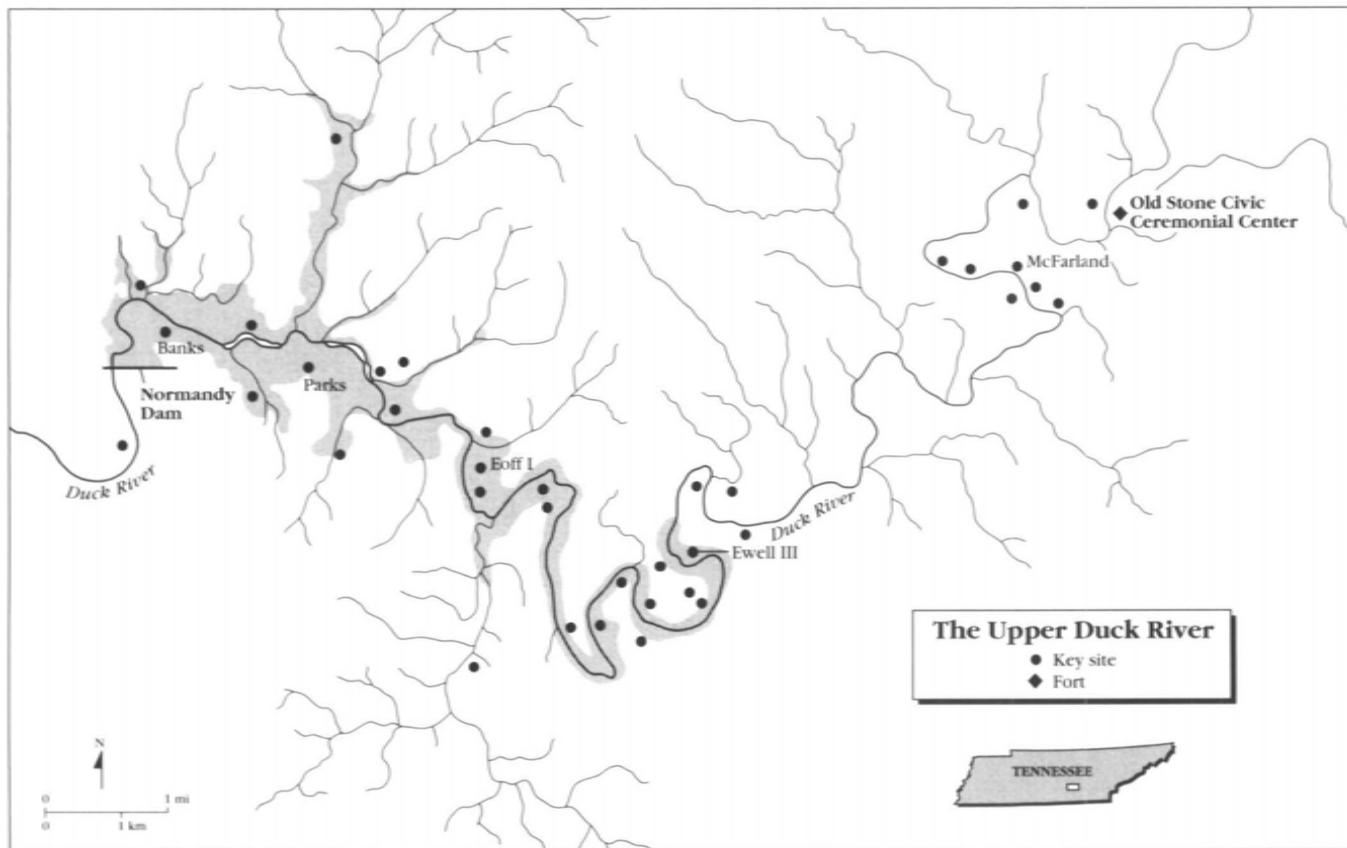 Old Stone Civic
Ceremonial Center
McFarland
Banks
Parks
Normandy
Dam
Eoff I
Duck River
Duck River
Ewell III
The Upper Duck River
Key site
Fort
N
0 1 mi
0 1 km
TENNESSEE